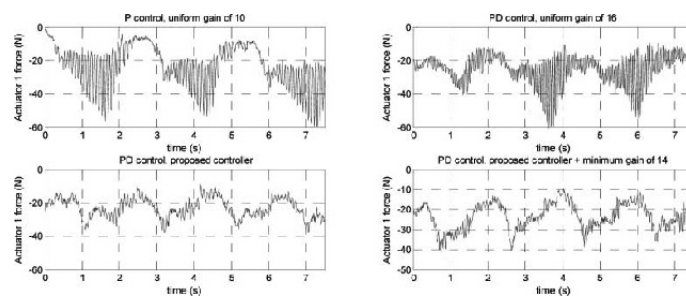 P control, uniform gain of 10
Actuator 1 force (N)
0
-20
-40
-60
0 1 2 3 4 5 6 7
time (s)
PD control, uniform gain of 16
Actuator 1 force (N)
0
-20
-40
-60
0 1 2 3 4 5 6 7
time (s)
PD control, proposed controller
Actuator 1 force (N)
0
-20
-40
-60
0 1 2 3 4 5 6 7
time (s)
PD control, proposed controller + minimum gain of 14
Actuator 1 force (N)
-10
-20
-30
-40
-50
0 1 2 3 4 5 6 7
time (s)